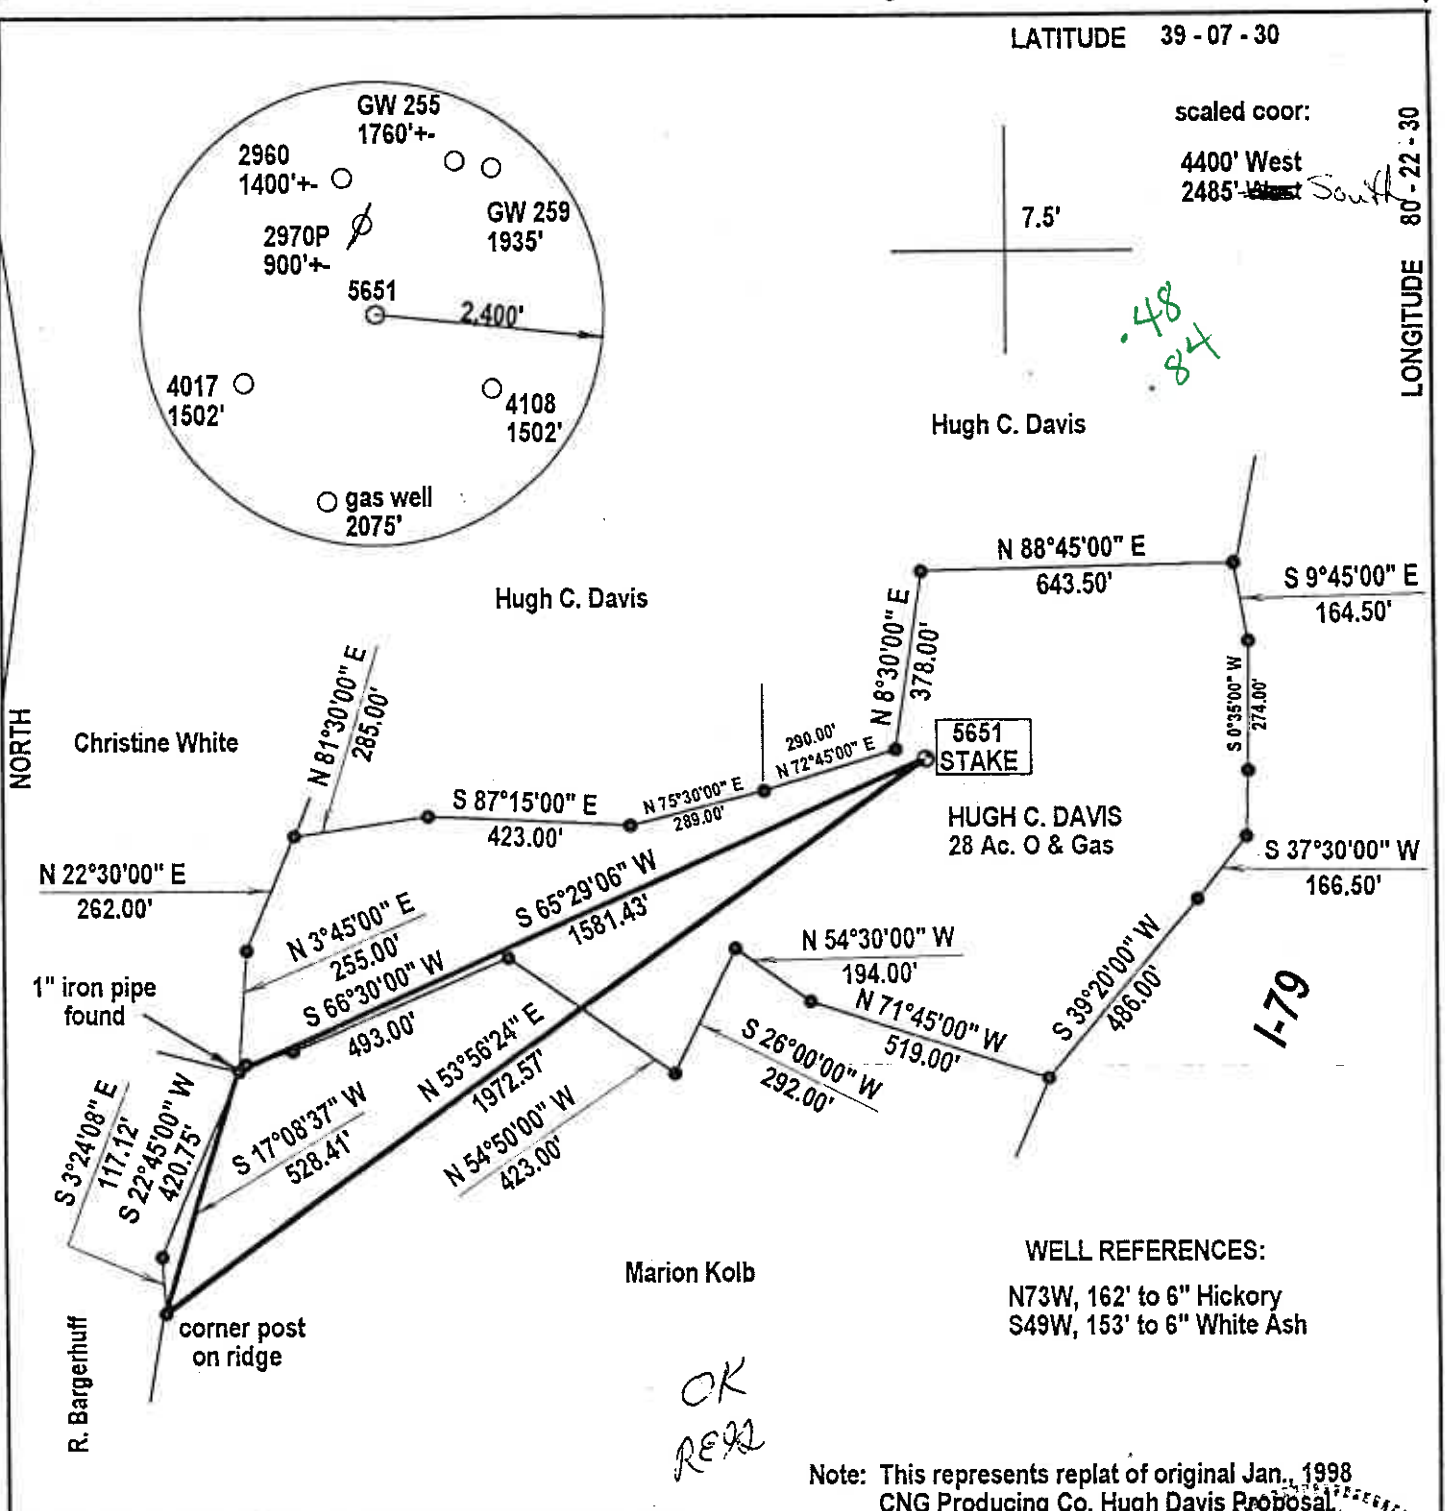 LATITUDE 39 - 07 - 30
scaled coor:
4400' West
2485' West South
LONGITUDE 80 - 22 - 30
7.5'
.48
84
GW 255
1760'+-
2960
1400'+-
GW 259
1935'
2970P
900'+-
5651
2,400'
4017
1502'
4108
1502'
gas well
2075'
Hugh C. Davis
Hugh C. Davis
N 88°45'00" E
643.50'
S 9°45'00" E
164.50'
N 8°30'00" E
378.00'
S 0°35'00" W
274.00'
NORTH
Christine White
N 81°30'00" E
285.00'
290.00'
N 72°45'00" E
5651
STAKE
S 87°15'00" E
423.00'
N 75°30'00" E
289.00'
HUGH C. DAVIS
28 Ac. O & Gas
S 37°30'00" W
166.50'
N 22°30'00" E
262.00'
S 65°29'06" W
1581.43'
N 3°45'00" E
255.00'
N 54°30'00" W
194.00'
S 39°20'00" W
486.00'
I-79
1" iron pipe
found
S 66°30'00" W
493.00'
N 71°45'00" W
519.00'
S 26°00'00" W
292.00'
N 53°56'24" E
1972.57'
S 3°24'08" E
117.12'
S 22°45'00" W
420.75'
S 17°08'37" W
528.41'
N 54°50'00" W
423.00'
Marion Kolb
WELL REFERENCES:
N73W, 162' to 6" Hickory
S49W, 153' to 6" White Ash
corner post
on ridge
R. Bargerhuff
OK
Note: This represents replat of original Jan., 1998
CNG Producing Co. Hugh Davis Proposal